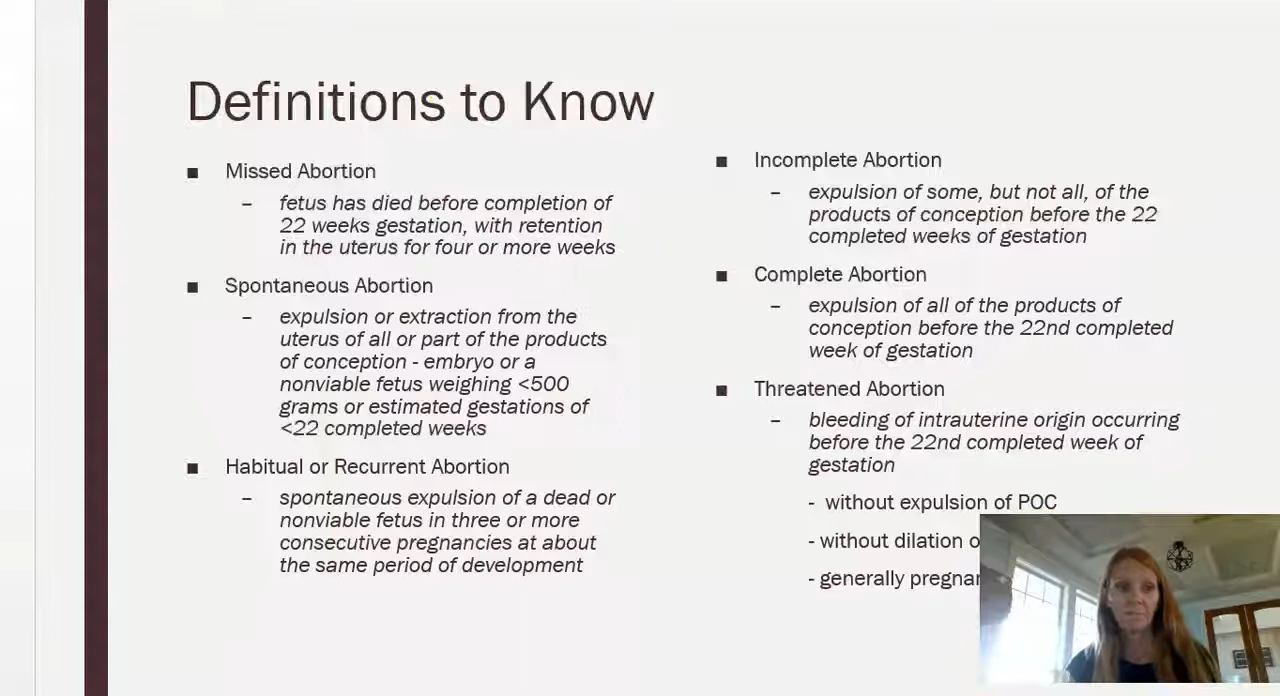 Definitions to Know
■ Missed Abortion
– fetus has died before completion of
22 weeks gestation, with retention
in the uterus for four or more weeks
■ Spontaneous Abortion
– expulsion or extraction from the
uterus of all or part of the products
of conception - embryo or a
nonviable fetus weighing <500
grams or estimated gestations of
<22 completed weeks
■ Habitual or Recurrent Abortion
– spontaneous expulsion of a dead or
nonviable fetus in three or more
consecutive pregnancies at about
the same period of development
■ Incomplete Abortion
– expulsion of some, but not all, of the
products of conception before the 22
completed weeks of gestation
■ Complete Abortion
– expulsion of all of the products of
conception before the 22nd completed
week of gestation
■ Threatened Abortion
– bleeding of intrauterine origin occurring
before the 22nd completed week of
gestation
- without expulsion of POC
- without dilation
- generally